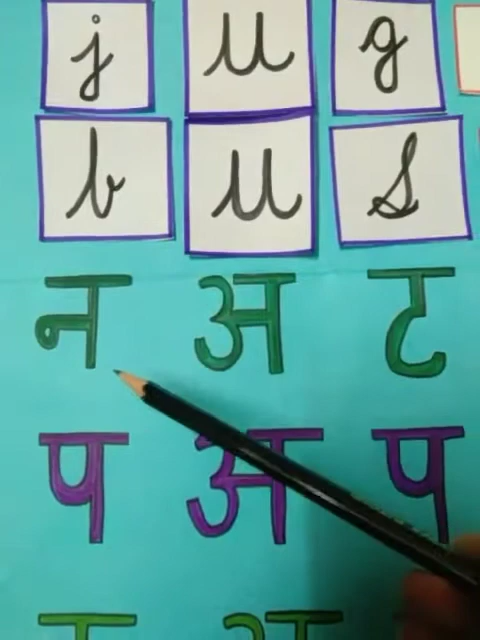 j u g
b u s
न अ ट
प अ प